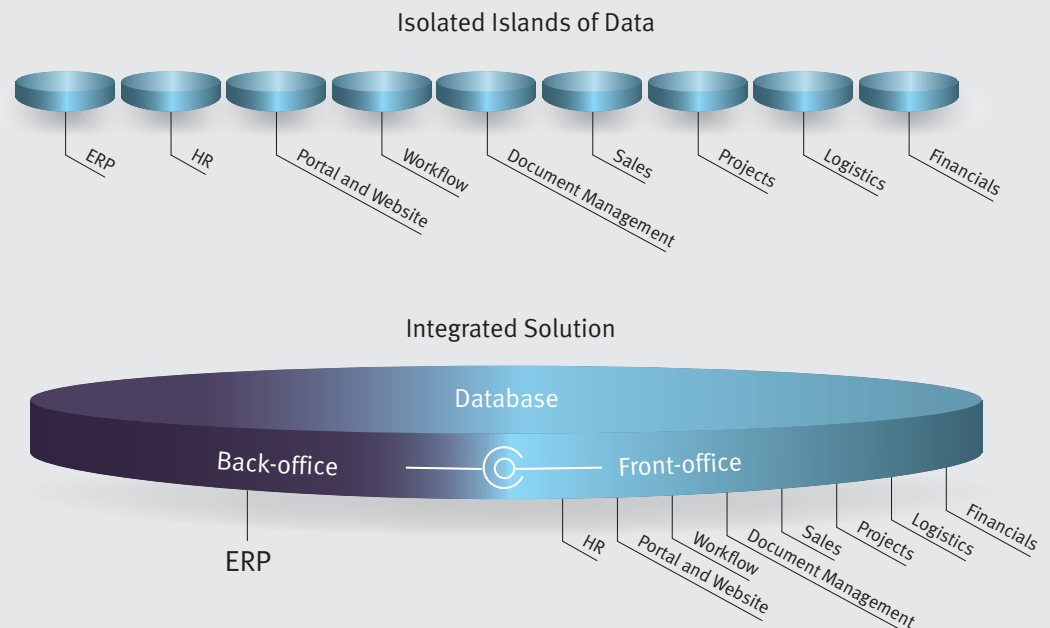 Isolated Islands of Data
ERP
HR
Portal and Website
Workflow
Document Management
Sales
Projects
Logistics
Financials
Integrated Solution
Database
Back-office
Front-office
ERP
HR
Portal and Website
Workflow
Document Management
Sales
Projects
Logistics
Financials